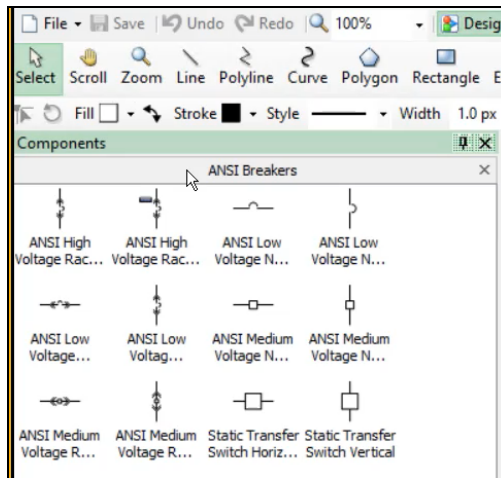 File Save Undo Redo 100% Desig
Select Scroll Zoom Line Polyline Curve Polygon Rectangle E
Fill Stroke Style Width 1.0 px
Components
ANSI Breakers
ANSI High Voltage Rac... ANSI High Voltage Rac... ANSI Low Voltage N... ANSI Low Voltage N...
ANSI Low Voltage... ANSI Low Voltag... ANSI Medium Voltage N... ANSI Medium Voltage N...
ANSI Medium Voltage R... ANSI Medium Voltage R... Static Transfer Switch Horiz... Static Transfer Switch Vertical